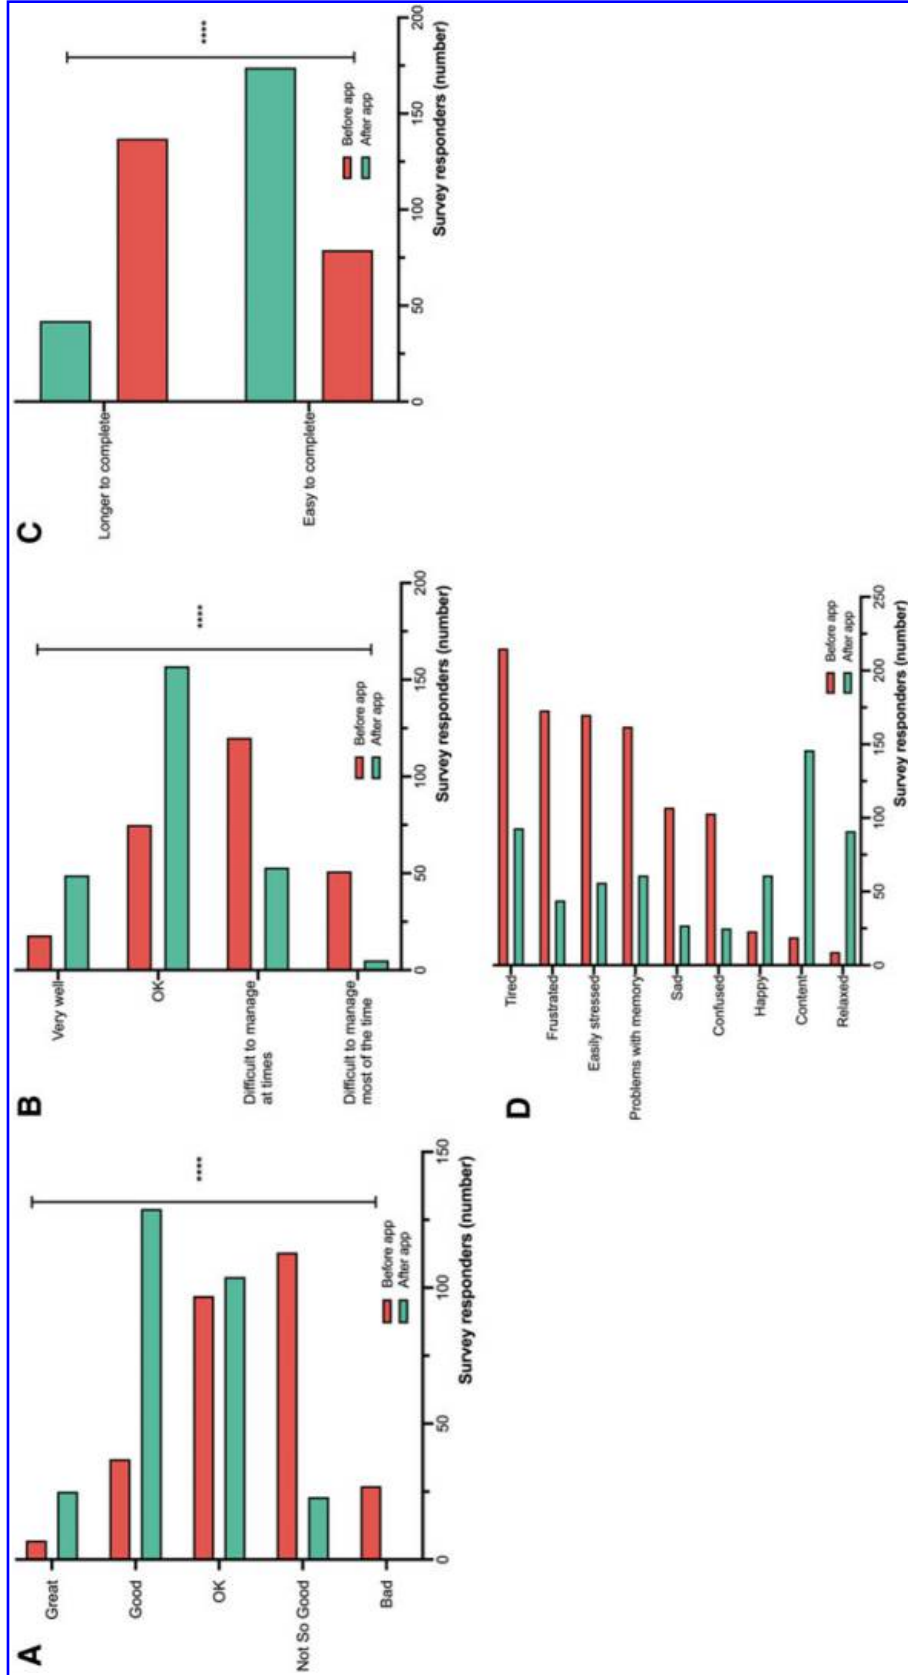 A
Great
Good
OK
Not So Good
Bad
0
50
100
150
Survey responders (number)
Before app
After app
****
B
Very well
OK
Difficult to manage
at times
Difficult to manage
most of the time
0
50
100
150
200
Survey responders (number)
Before app
After app
****
C
Longer to complete
Easy to complete
0
50
100
150
200
Survey responders (number)
Before app
After app
****
D
Tired
Frustrated
Easily stressed
Problems with memory
Sad
Confused
Happy
Content
Relaxed
0
50
100
150
200
250
Survey responders (number)
Before app
After app